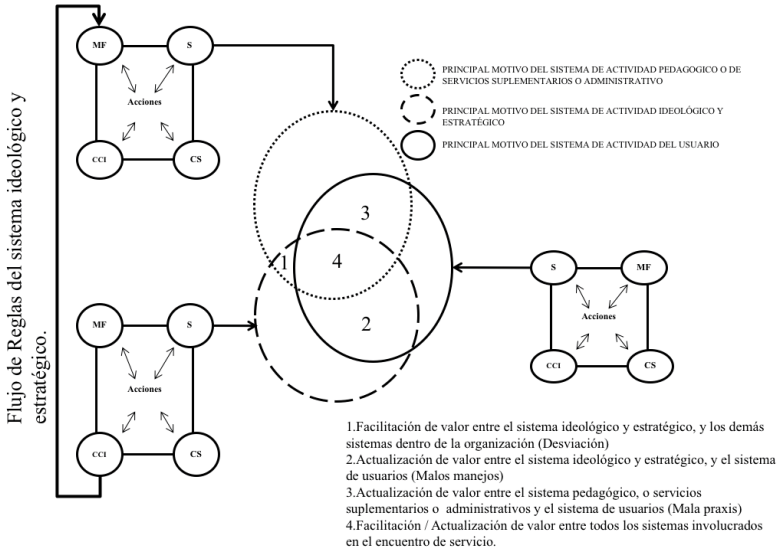 Flujo de Reglas del sistema ideológico y
estratégico.
MF
S
Acciones
CCI
CS
MF
S
Acciones
CCI
CS
PRINCIPAL MOTIVO DEL SISTEMA DE ACTIVIDAD PEDAGOGICO O DE
SERVICIOS SUPLEMENTARIOS O ADMINISTRATIVO
PRINCIPAL MOTIVO DEL SISTEMA DE ACTIVIDAD IDEOLÓGICO Y
ESTRATÉGICO
PRINCIPAL MOTIVO DEL SISTEMA DE ACTIVIDAD DEL USUARIO
3
1
4
2
S
MF
Acciones
CCI
CS
1.Facilitación de valor entre el sistema ideológico y estratégico, y los demás
sistemas dentro de la organización (Desviación)
2.Actualización de valor entre el sistema ideológico y estratégico, y el sistema
de usuarios (Malos manejos)
3.Actualización de valor entre el sistema pedagógico, o servicios
suplementarios o administrativos y el sistema de usuarios (Mala praxis)
4.Facilitación / Actualización de valor entre todos los sistemas involucrados
en el encuentro de servicio.